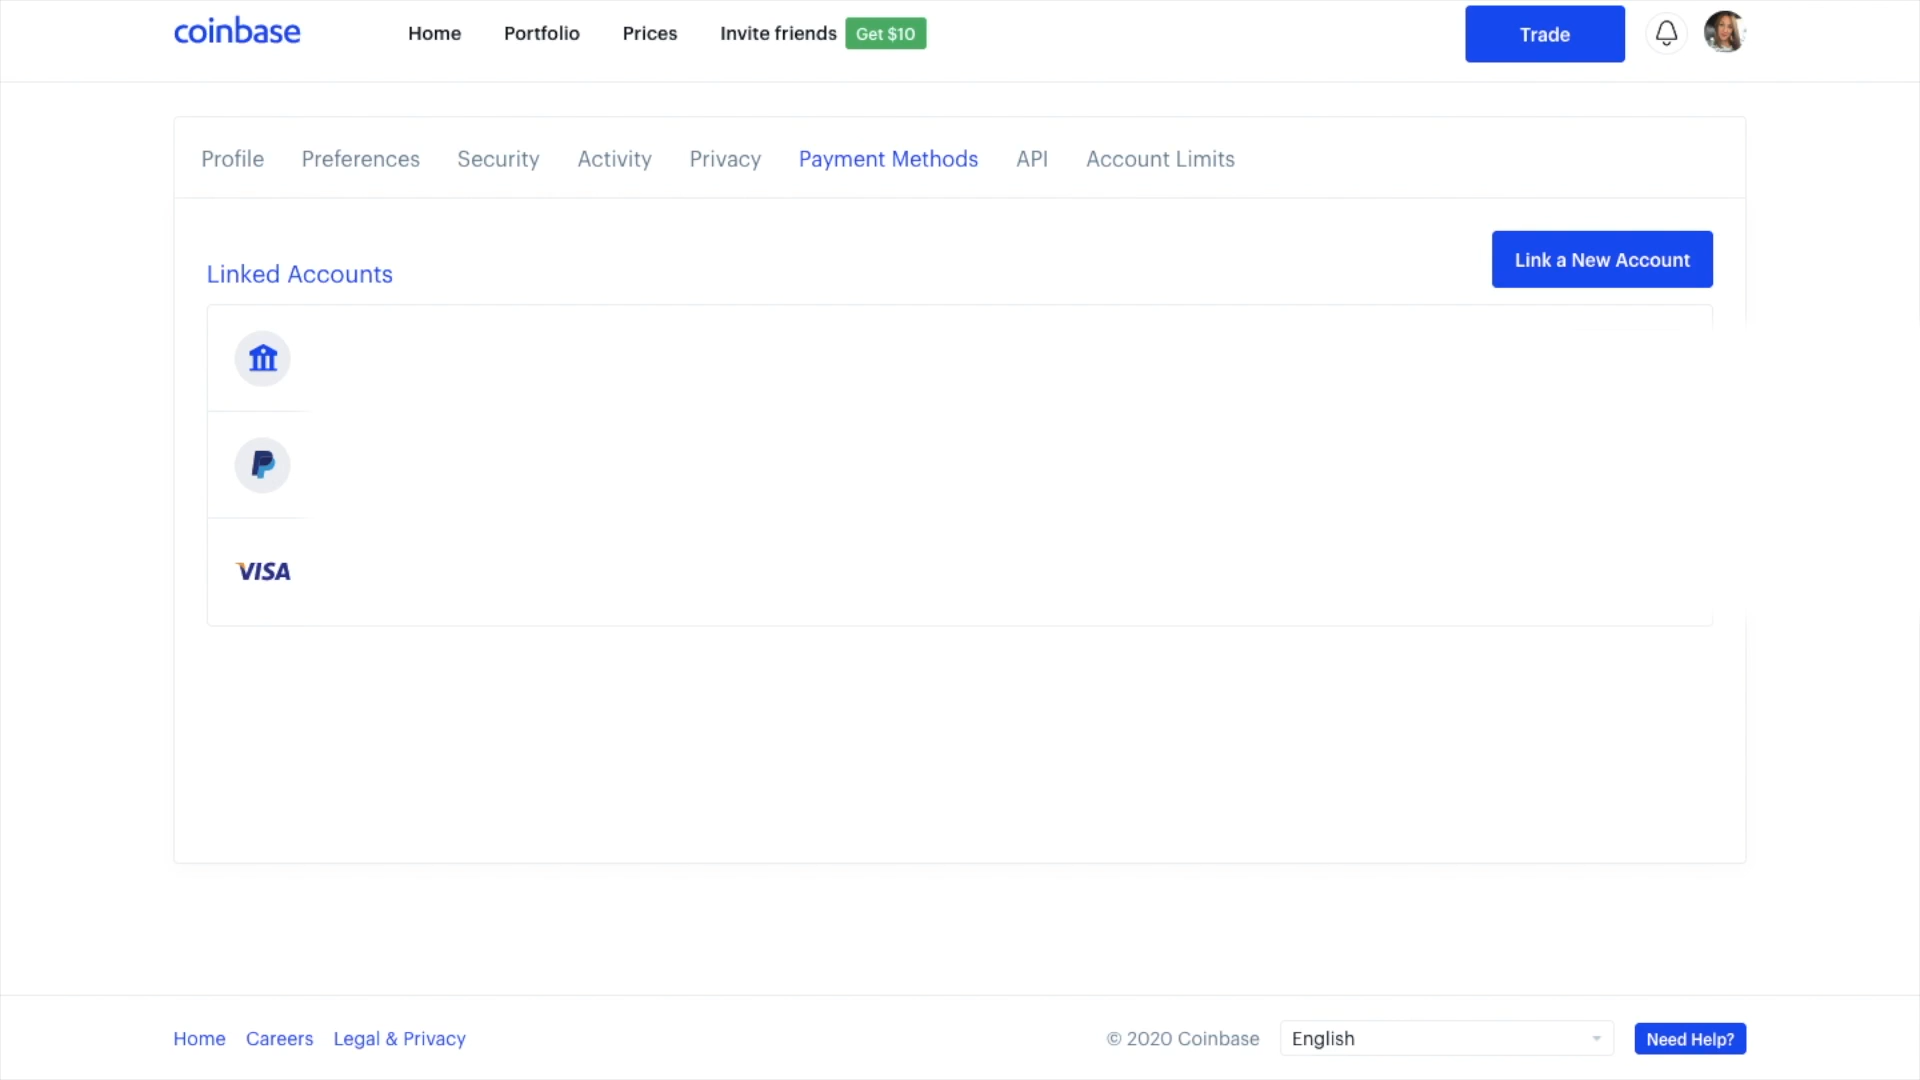 coinbase Home Portfolio Prices Invite friends Get $10 Trade
Profile Preferences Security Activity Privacy Payment Methods API Account Limits
Linked Accounts Link a New Account
VISA
Home Careers Legal & Privacy © 2020 Coinbase English Need Help?